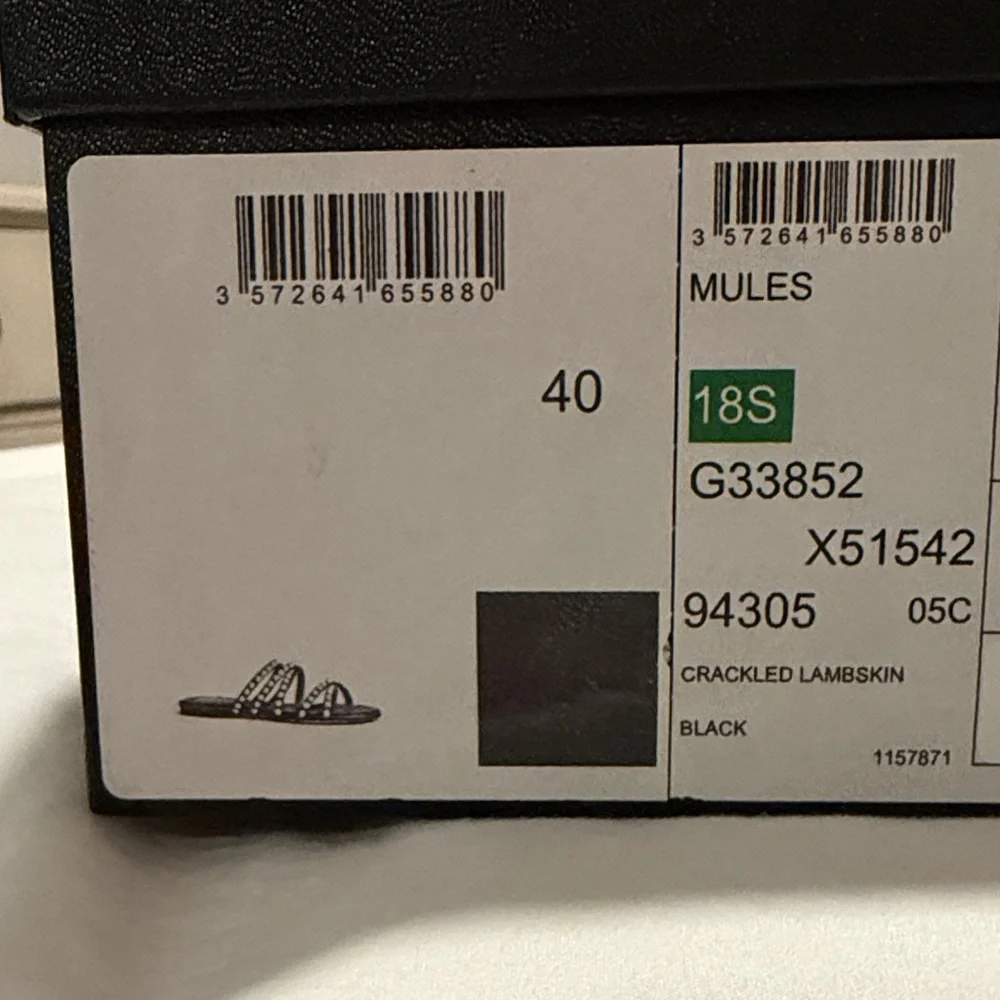 3 572641 655880
40
3 572641 655880
MULES
18S
G33852
X51542
94305 05C
CRACKLED LAMBSKIN
BLACK
1157871